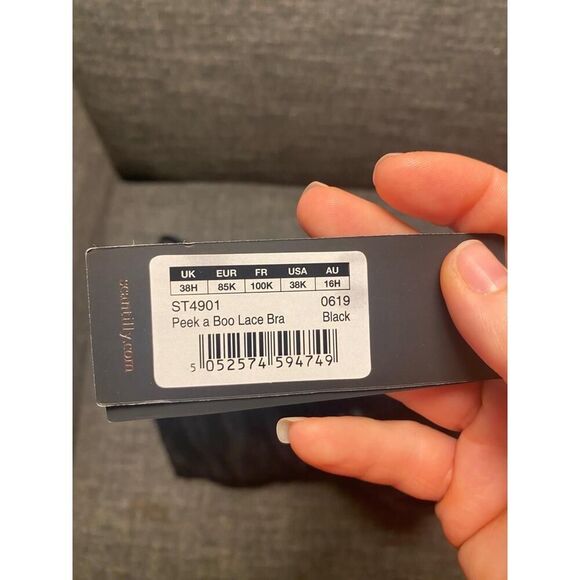 scantilly.com
UK EUR FR USA AU
38H 85K 100K 38K 16H
ST4901 0619
Peek a Boo Lace Bra Black
5 052574 594749